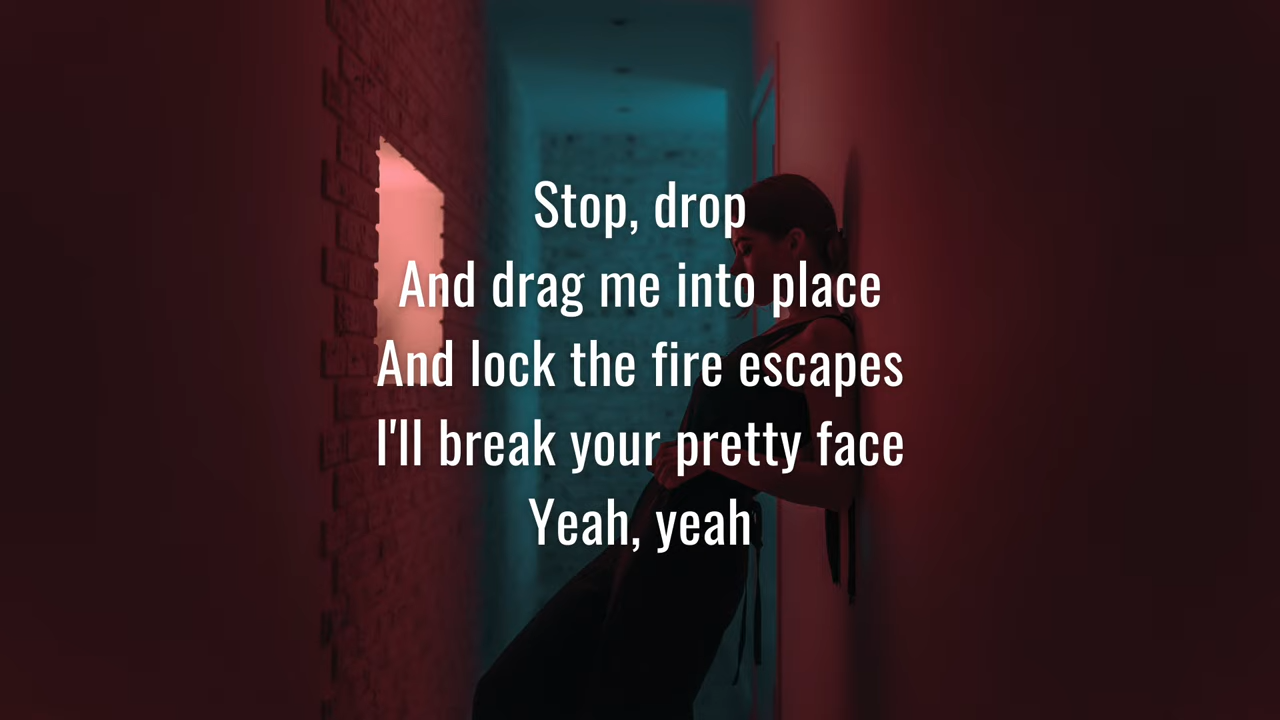 Stop, drop
And drag me into place
And lock the fire escapes
I'll break your pretty face
Yeah, yeah